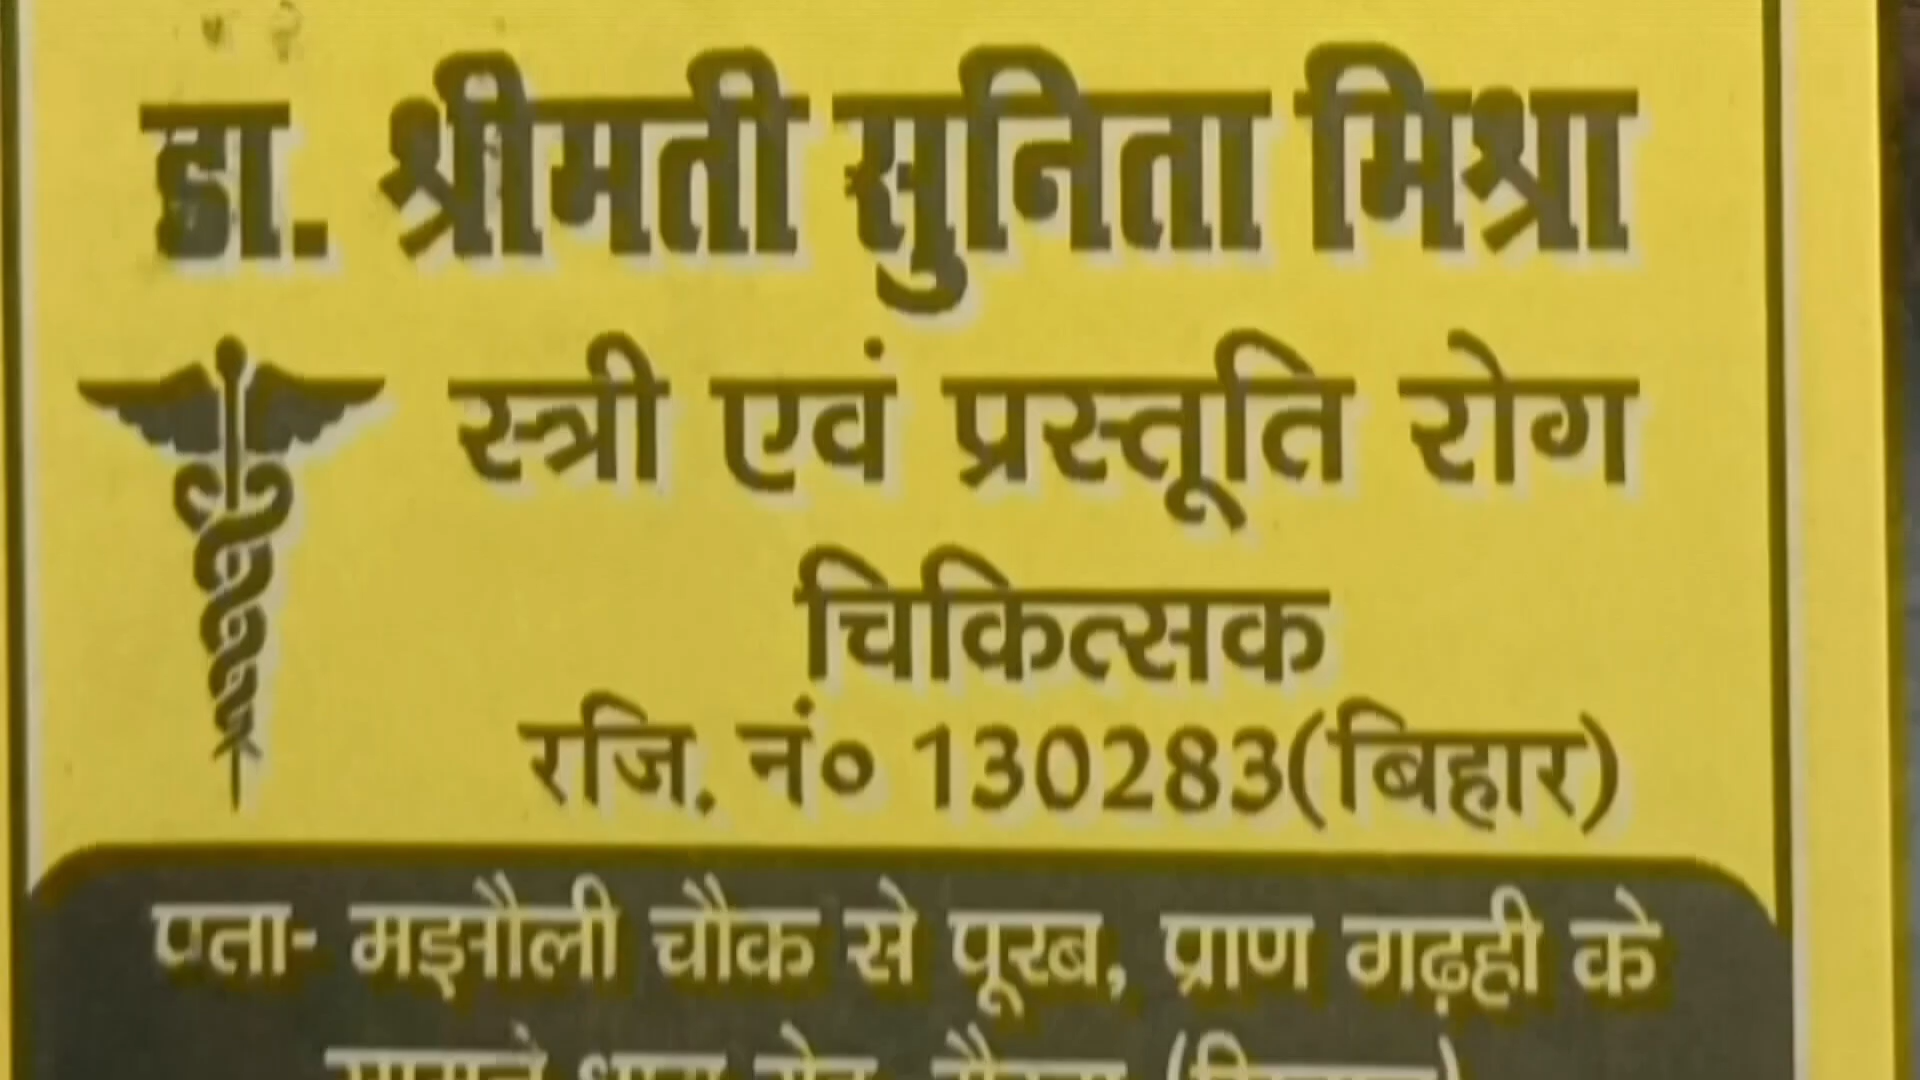 डा. श्रीमती सुनिता मिश्रा
स्त्री एवं प्रस्तूति रोग
चिकित्सक
रजि. नं० 130283(बिहार)
पता- मझौली चौक से पूरब, प्राण गढ़ही के